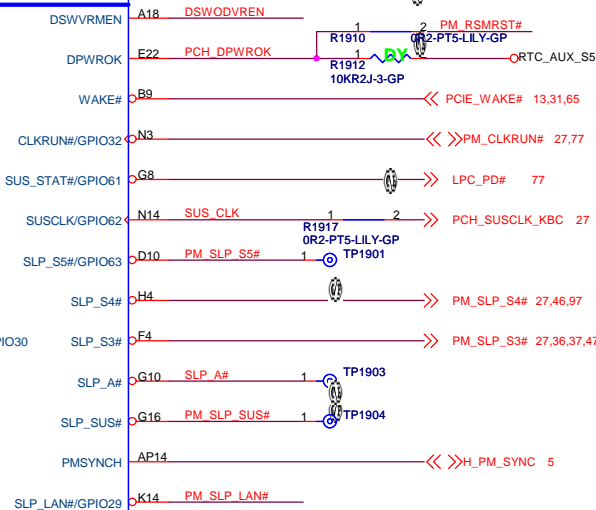 DSWVRMEN A18 DSWODVREN
1 2 PM_RSMRST#
R1910 0R2-PT5-LILY-GP
DPWROK E22 PCH_DPWROK 1 DY 2 RTC_AUX_S5
R1912
10KR2J-3-GP
WAKE# B9 PCIE_WAKE# 13,31,65
CLKRUN#/GPIO32 N3 PM_CLKRUN# 27,77
SUS_STAT#/GPIO61 G8 LPC_PD# 77
SUSCLK/GPIO62 N14 SUS_CLK 1 2 PCH_SUSCLK_KBC 27
R1917
0R2-PT5-LILY-GP
SLP_S5#/GPIO63 D10 PM_SLP_S5# 1 TP1901
SLP_S4# H4 PM_SLP_S4# 27,46,97
PIO30 SLP_S3# F4 PM_SLP_S3# 27,36,37,47
SLP_A# G10 SLP_A# 1 TP1903
SLP_SUS# G16 PM_SLP_SUS# 1 TP1904
PMSYNCH AP14 H_PM_SYNC 5
SLP_LAN#/GPIO29 K14 PM_SLP_LAN#